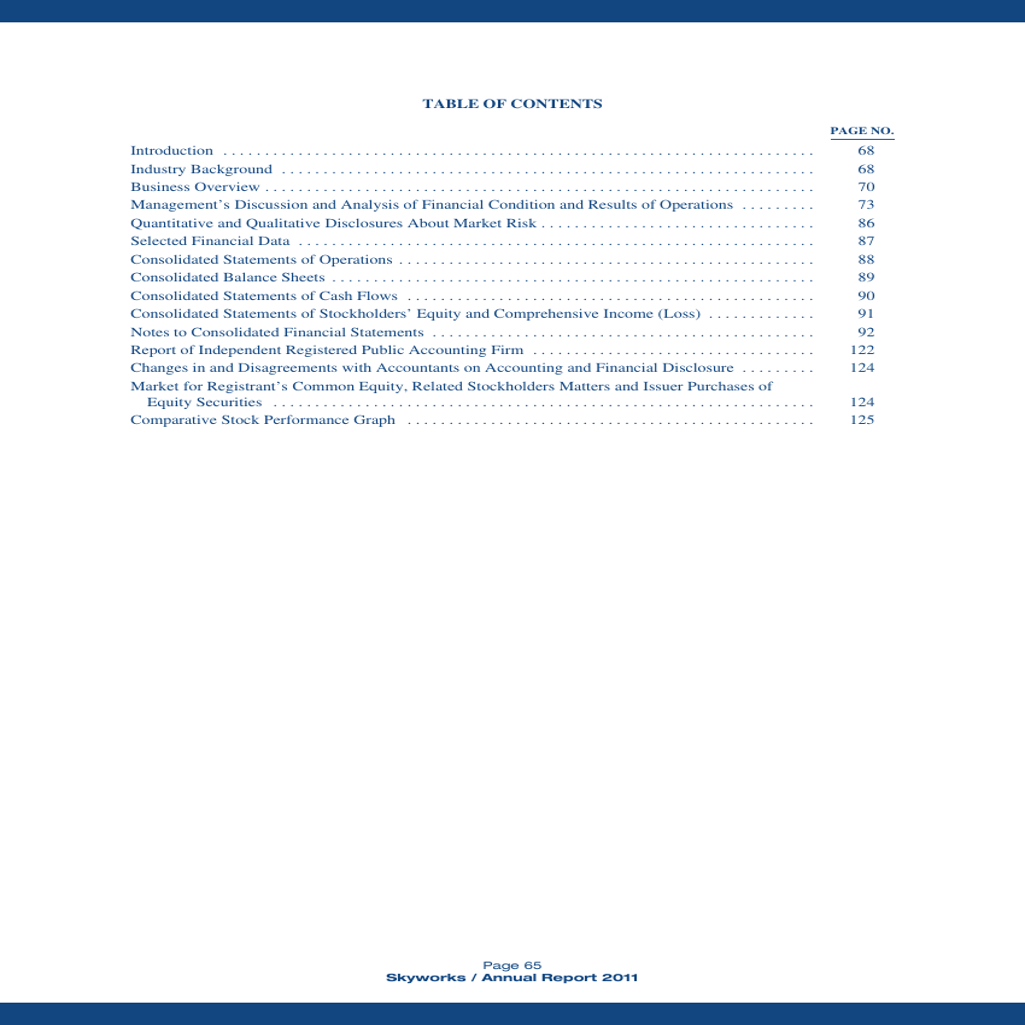 TABLE OF CONTENTS
PAGE NO.
Introduction . . . . . . . . . . . . . . . . . . . . . . . . . . . . . . . . . . . . . . . . . . . . . . . . . . . . . . . . . . . . . . . . . . . . . . . 68
Industry Background . . . . . . . . . . . . . . . . . . . . . . . . . . . . . . . . . . . . . . . . . . . . . . . . . . . . . . . . . . . . . . . . 68
Business Overview . . . . . . . . . . . . . . . . . . . . . . . . . . . . . . . . . . . . . . . . . . . . . . . . . . . . . . . . . . . . . . . . . . 70
Management’s Discussion and Analysis of Financial Condition and Results of Operations . . . . . . . . . 73
Quantitative and Qualitative Disclosures About Market Risk . . . . . . . . . . . . . . . . . . . . . . . . . . . . . . . . . 86
Selected Financial Data . . . . . . . . . . . . . . . . . . . . . . . . . . . . . . . . . . . . . . . . . . . . . . . . . . . . . . . . . . . . . . 87
Consolidated Statements of Operations . . . . . . . . . . . . . . . . . . . . . . . . . . . . . . . . . . . . . . . . . . . . . . . . . . 88
Consolidated Balance Sheets . . . . . . . . . . . . . . . . . . . . . . . . . . . . . . . . . . . . . . . . . . . . . . . . . . . . . . . . . . 89
Consolidated Statements of Cash Flows . . . . . . . . . . . . . . . . . . . . . . . . . . . . . . . . . . . . . . . . . . . . . . . . . 90
Consolidated Statements of Stockholders’ Equity and Comprehensive Income (Loss) . . . . . . . . . . . . . 91
Notes to Consolidated Financial Statements . . . . . . . . . . . . . . . . . . . . . . . . . . . . . . . . . . . . . . . . . . . . . . 92
Report of Independent Registered Public Accounting Firm . . . . . . . . . . . . . . . . . . . . . . . . . . . . . . . . . . 122
Changes in and Disagreements with Accountants on Accounting and Financial Disclosure . . . . . . . . . 124
Market for Registrant’s Common Equity, Related Stockholders Matters and Issuer Purchases of
Equity Securities . . . . . . . . . . . . . . . . . . . . . . . . . . . . . . . . . . . . . . . . . . . . . . . . . . . . . . . . . . . . . . . . . 124
Comparative Stock Performance Graph . . . . . . . . . . . . . . . . . . . . . . . . . . . . . . . . . . . . . . . . . . . . . . . . . 125
Page 65
Skyworks / Annual Report 2011